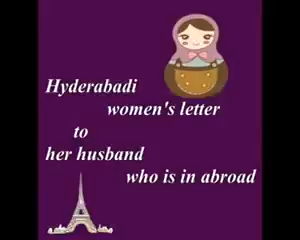 Hyderabadi
women's letter
to
her husband
who is in abroad